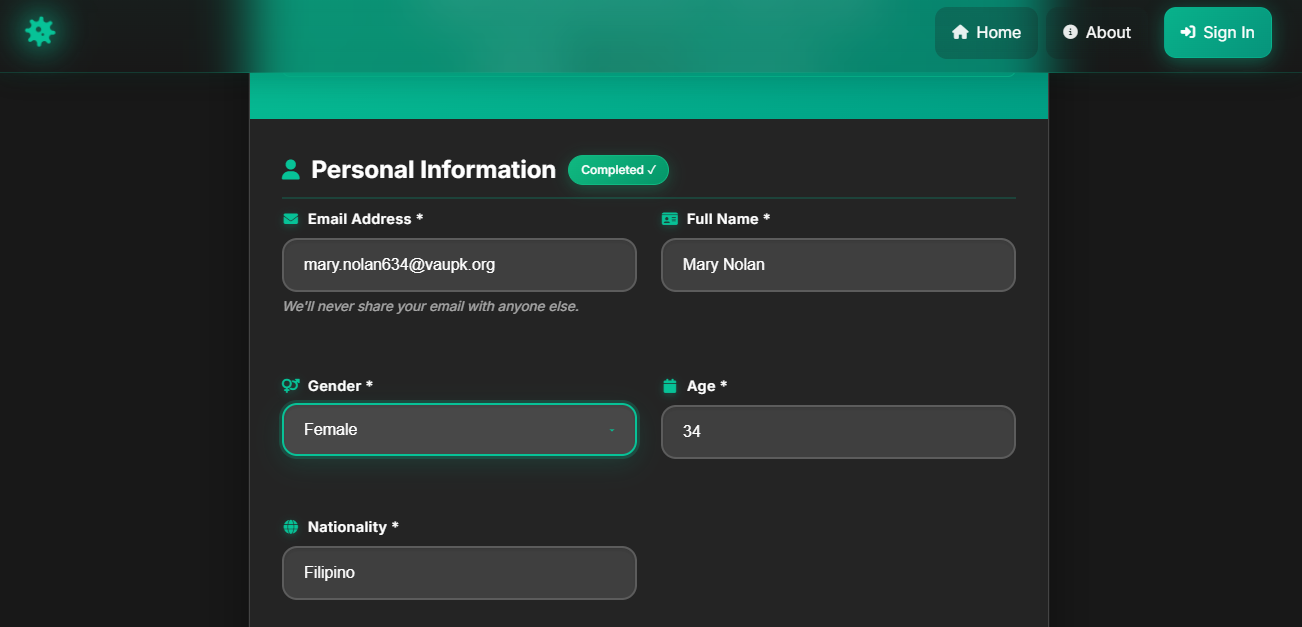 Home About Sign In
Personal Information Completed ✓
Email Address * Full Name *
mary.nolan634@vaupk.org Mary Nolan
We'll never share your email with anyone else.
Gender * Age *
Female 34
Nationality *
Filipino